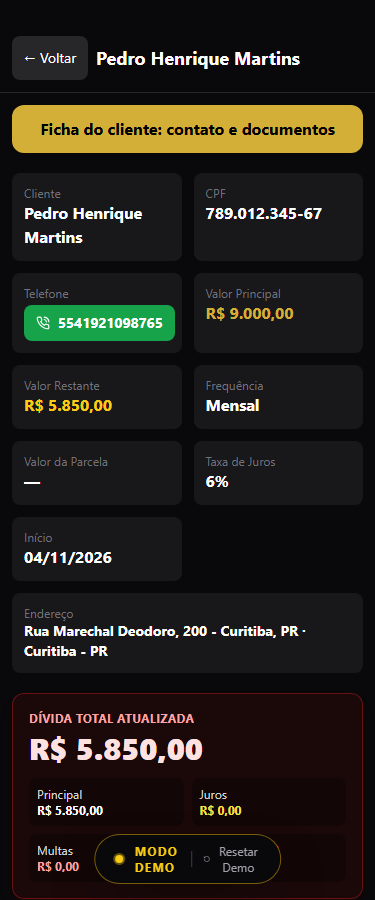 ← Voltar
Pedro Henrique Martins
Ficha do cliente: contato e documentos
Cliente
Pedro Henrique
Martins
CPF
789.012.345-67
Telefone
5541921098765
Valor Principal
R$ 9.000,00
Valor Restante
R$ 5.850,00
Frequência
Mensal
Valor da Parcela
—
Taxa de Juros
6%
Início
04/11/2026
Endereço
Rua Marechal Deodoro, 200 - Curitiba, PR ·
Curitiba - PR
DÍVIDA TOTAL ATUALIZADA
R$ 5.850,00
Principal
R$ 5.850,00
Juros
R$ 0,00
Multas
R$ 0,00
MODO
DEMO
Resetar
Demo